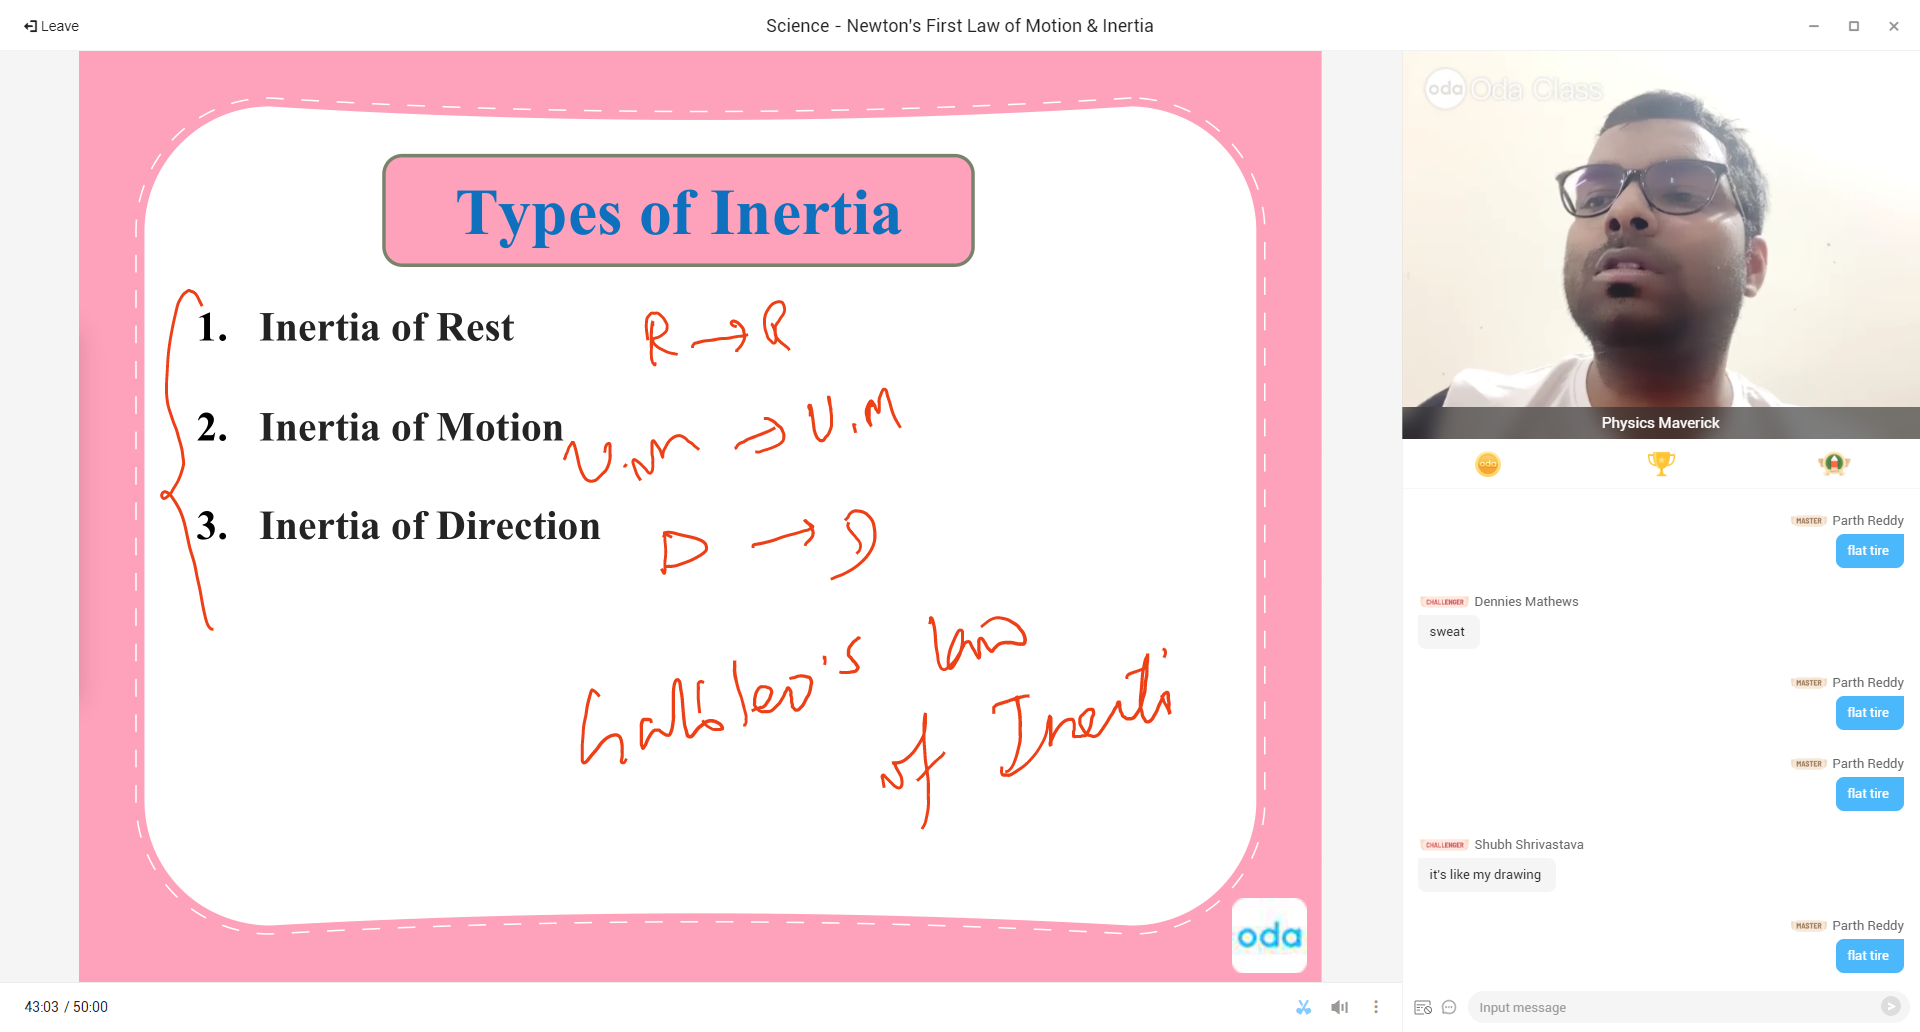 Leave
Science - Newton's First Law of Motion & Inertia
Types of Inertia
1. Inertia of Rest R → R
2. Inertia of Motion U.M → U.M
3. Inertia of Direction D → D
Galileo's law
of Inerti
oda
oda Oda Class
Physics Maverick
oda
MASTER Parth Reddy
flat tire
CHALLENGER Dennies Mathews
sweat
MASTER Parth Reddy
flat tire
MASTER Parth Reddy
flat tire
CHALLENGER Shubh Shrivastava
it's like my drawing
MASTER Parth Reddy
flat tire
43:03 / 50:00
Input message